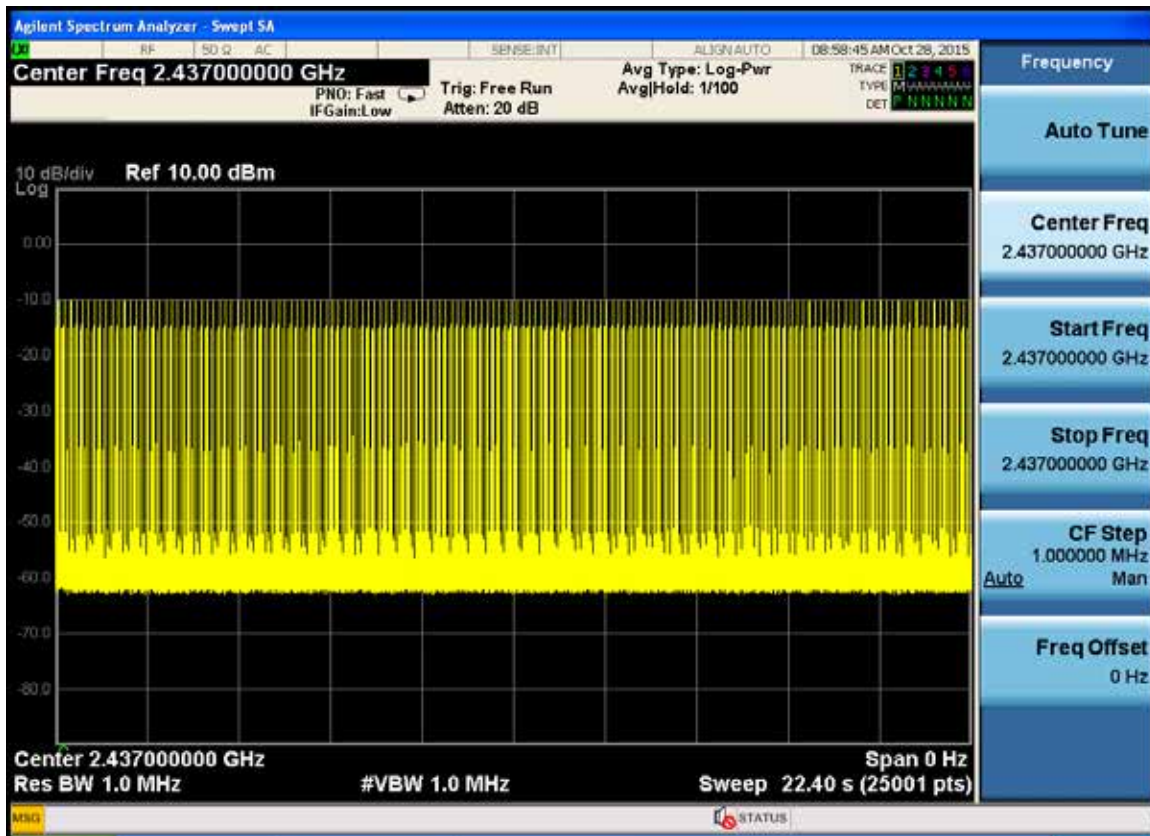 Agilent Spectrum Analyzer - Swept SA
RF 50 Ω AC SENSE:INT ALIGN AUTO 08:58:45 AM Oct 28, 2015
Center Freq 2.437000000 GHz
PNO: Fast
IFGain:Low
Trig: Free Run
Atten: 20 dB
Avg Type: Log-Pwr
Avg|Hold: 1/100
TRACE 1 2 3 4 5 6
TYPE M
DET P N N N N N
10 dB/div Ref 10.00 dBm
Log
0.00
-10.0
-20.0
-30.0
-40.0
-50.0
-60.0
-70.0
-80.0
Center 2.437000000 GHz Span 0 Hz
Res BW 1.0 MHz #VBW 1.0 MHz Sweep 22.40 s (25001 pts)
MSG STATUS
Frequency
Auto Tune
Center Freq
2.437000000 GHz
Start Freq
2.437000000 GHz
Stop Freq
2.437000000 GHz
CF Step
1.000000 MHz
Auto Man
Freq Offset
0 Hz